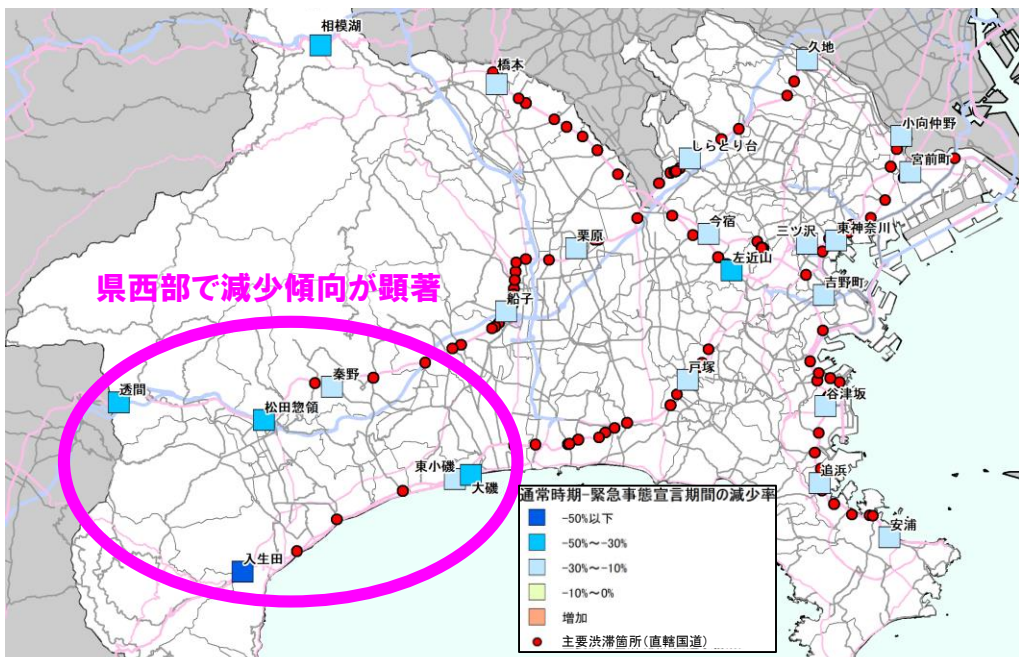 相模湖
久地
橋本
小向仲野
しらとり台
宮前町
今宿
三ツ沢
東神奈川
栗原
左近山
吉野町
県西部で減少傾向が顕著
船子
戸塚
透間
秦野
松田惣領
谷津坂
東小磯
大磯
追浜
安浦
入生田
通常時期-緊急事態宣言期間の減少率
-50%以下
-50%～-30%
-30%～-10%
-10%～0%
増加
主要渋滞箇所(直轄国道)